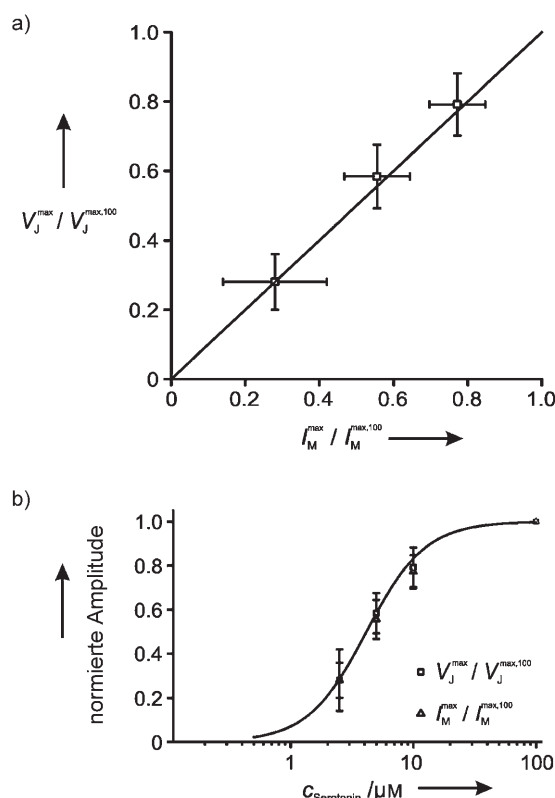 a)
1.0
0.8
0.6
V_J^max / V_J^max,100
0.4
0.2
0
0 0.2 0.4 0.6 0.8 1.0
I_M^max / I_M^max,100
b)
normierte Amplitude
1.0
0.8
0.6
0.4
0.2
0
V_J^max / V_J^max,100
I_M^max / I_M^max,100
1 10 100
c_Serotonin /µM